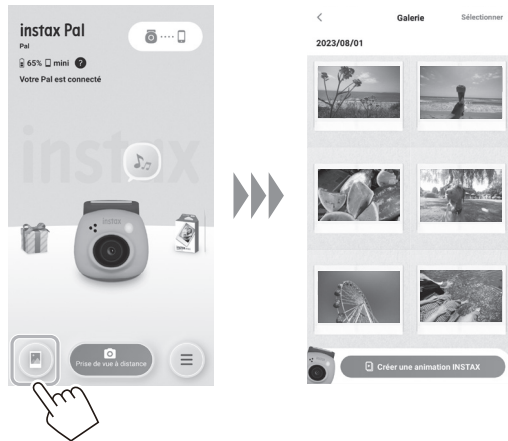 instax Pal
Pal
65% mini ?
Votre Pal est connecté
instax
instax
Prise de vue à distance
Galerie
Sélectionner
2023/08/01
Créer une animation INSTAX